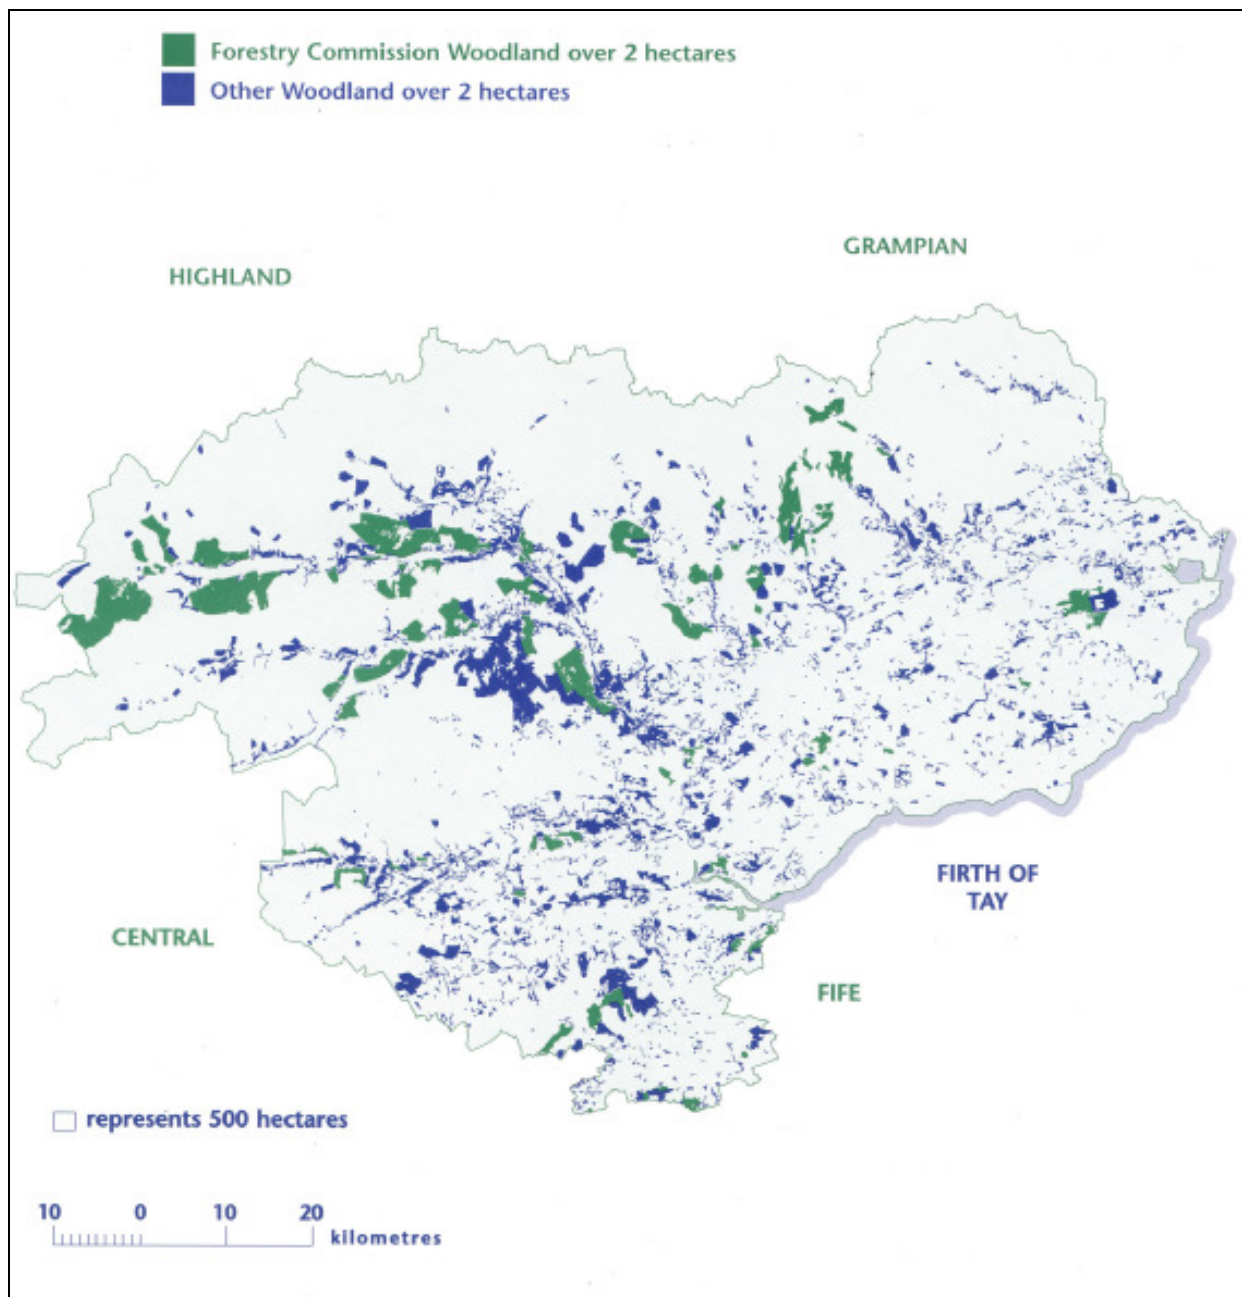 Forestry Commission Woodland over 2 hectares
Other Woodland over 2 hectares
GRAMPIAN
HIGHLAND
FIRTH OF
TAY
CENTRAL
FIFE
represents 500 hectares
10 0 10 20
kilometres